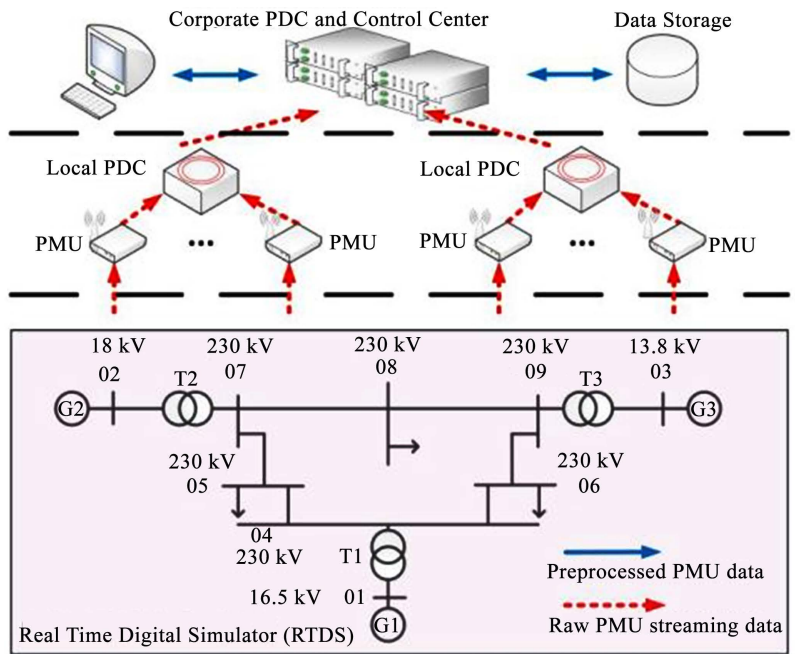 Corporate PDC and Control Center
Data Storage
Local PDC
Local PDC
PMU
•••
PMU
PMU
•••
PMU
18 kV
230 kV
230 kV
230 kV
13.8 kV
02
T2
07
08
09
T3
03
G2
G3
230 kV
05
230 kV
06
04
230 kV
T1
16.5 kV
01
G1
Preprocessed PMU data
Raw PMU streaming data
Real Time Digital Simulator (RTDS)